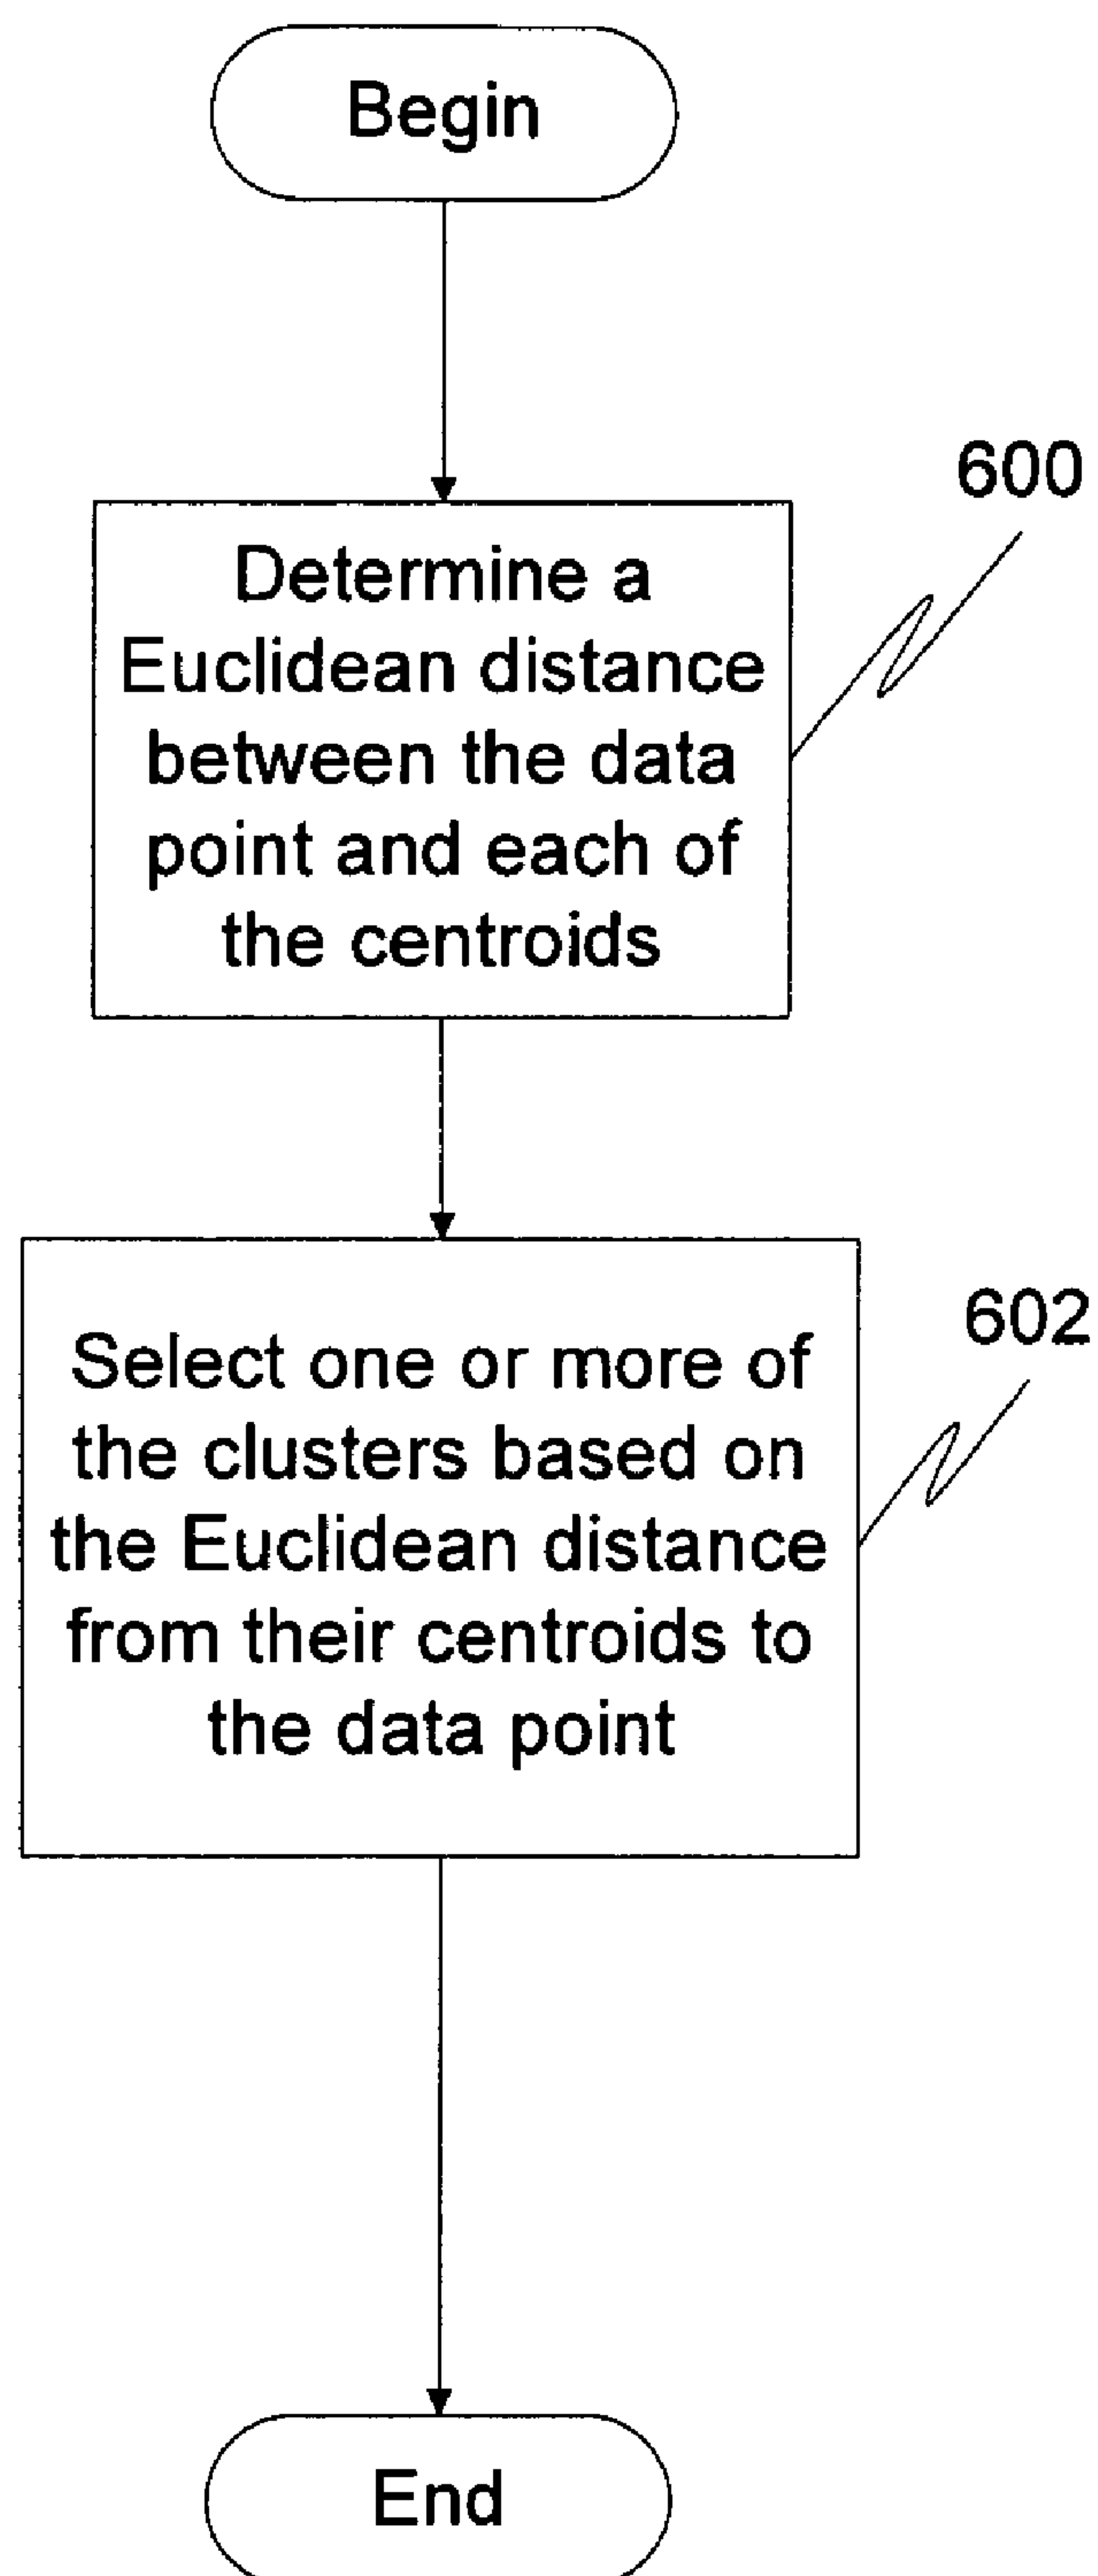 Begin
600
Determine a
Euclidean distance
between the data
point and each of
the centroids
602
Select one or more of
the clusters based on
the Euclidean distance
from their centroids to
the data point
End